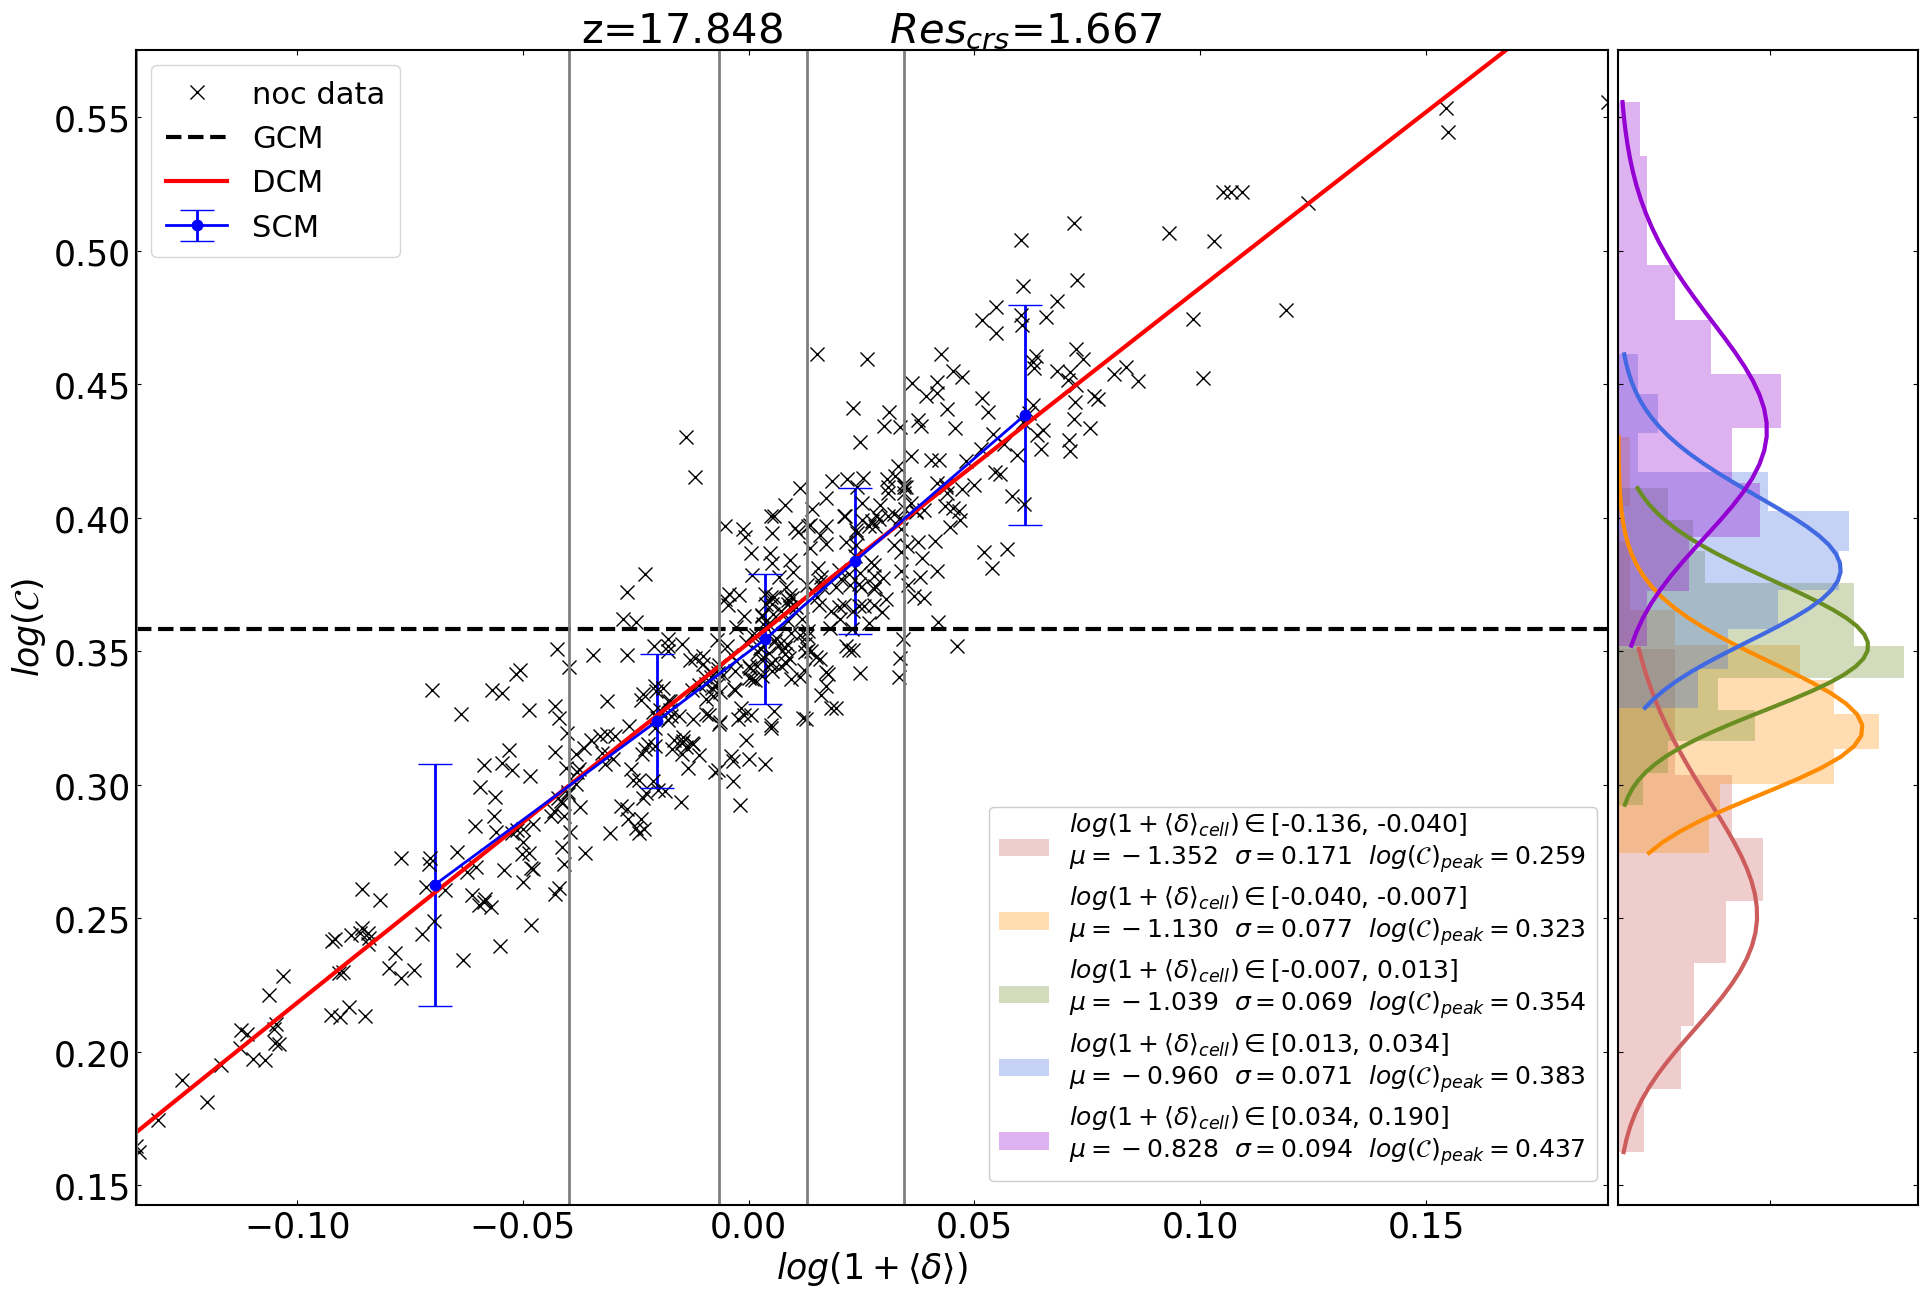 z=17.848 Res_crs=1.667
noc data
GCM
DCM
SCM
0.55
0.50
0.45
0.40
0.35
0.30
0.25
0.20
0.15
log(𝒞)
log(1 + ⟨δ⟩_cell) ∈ [-0.136, -0.040]
μ = −1.352 σ = 0.171 log(𝒞)_peak = 0.259
log(1 + ⟨δ⟩_cell) ∈ [-0.040, -0.007]
μ = −1.130 σ = 0.077 log(𝒞)_peak = 0.323
log(1 + ⟨δ⟩_cell) ∈ [-0.007, 0.013]
μ = −1.039 σ = 0.069 log(𝒞)_peak = 0.354
log(1 + ⟨δ⟩_cell) ∈ [0.013, 0.034]
μ = −0.960 σ = 0.071 log(𝒞)_peak = 0.383
log(1 + ⟨δ⟩_cell) ∈ [0.034, 0.190]
μ = −0.828 σ = 0.094 log(𝒞)_peak = 0.437
−0.10 −0.05 0.00 0.05 0.10 0.15
log(1 + ⟨δ⟩)